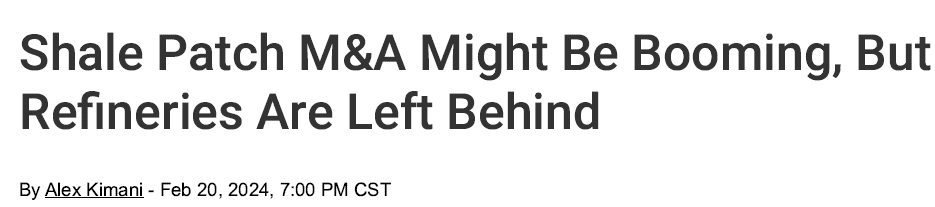 Shale Patch M&A Might Be Booming, But
Refineries Are Left Behind
By Alex Kimani - Feb 20, 2024, 7:00 PM CST